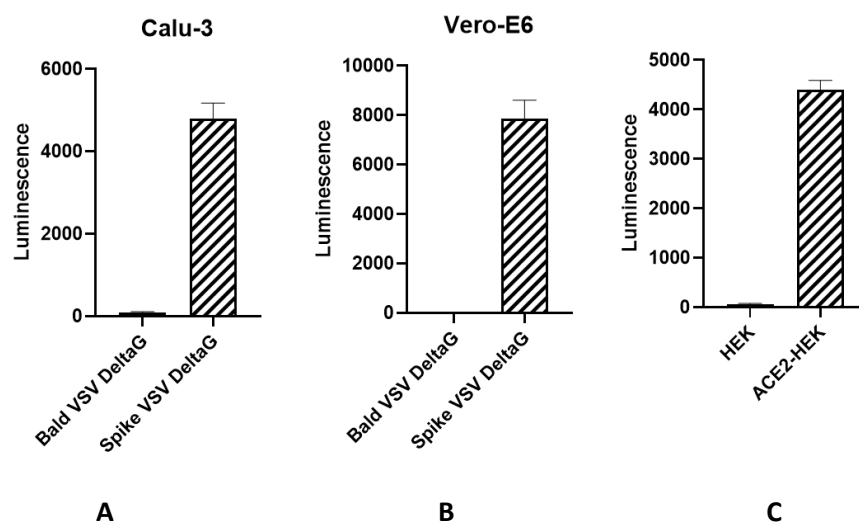 Calu-3
Luminescence
6000
4000
2000
0
Bald VSV DeltaG
Spike VSV DeltaG
A
Vero-E6
Luminescence
10000
8000
6000
4000
2000
0
Bald VSV DeltaG
Spike VSV DeltaG
B
Luminescence
5000
4000
3000
2000
1000
0
HEK
ACE2-HEK
C